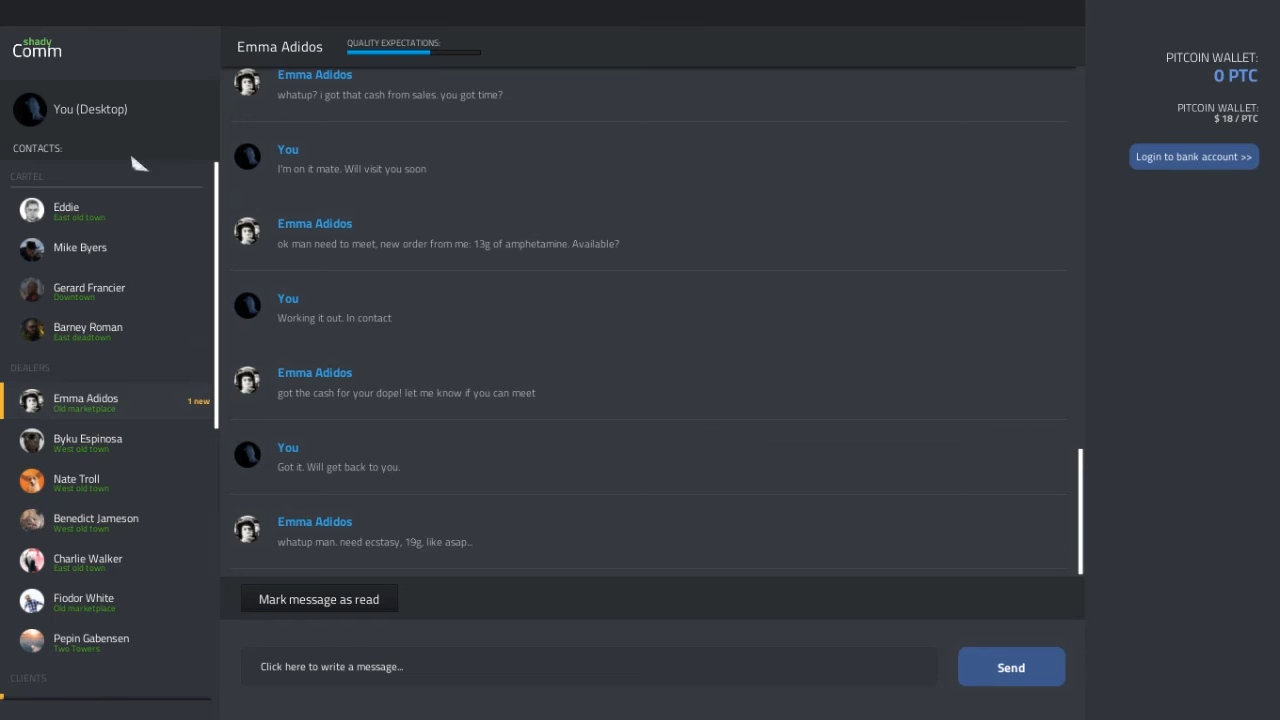 shady
Comm
You (Desktop)
CONTACTS:
CARTEL
Eddie
East old town
Mike Byers
Gerard Francier
Downtown
Barney Roman
East deadtown
DEALERS
Emma Adidos
Old marketplace
1 new
Byku Espinosa
West old town
Nate Troll
West old town
Benedict Jameson
West old town
Charlie Walker
East old town
Fiodor White
Old marketplace
Pepin Gabensen
Two Towers
CLIENTS
Emma Adidos
QUALITY EXPECTATIONS:
Emma Adidos
whatup? i got that cash from sales. you got time?
You
I'm on it mate. Will visit you soon
Emma Adidos
ok man need to meet, new order from me: 13g of amphetamine. Available?
You
Working it out. In contact
Emma Adidos
got the cash for your dope! let me know if you can meet
You
Got it. Will get back to you.
Emma Adidos
whatup man. need ecstasy, 19g, like asap...
Mark message as read
Click here to write a message...
Send
PITCOIN WALLET:
0 PTC
PITCOIN WALLET:
$ 18 / PTC
Login to bank account >>